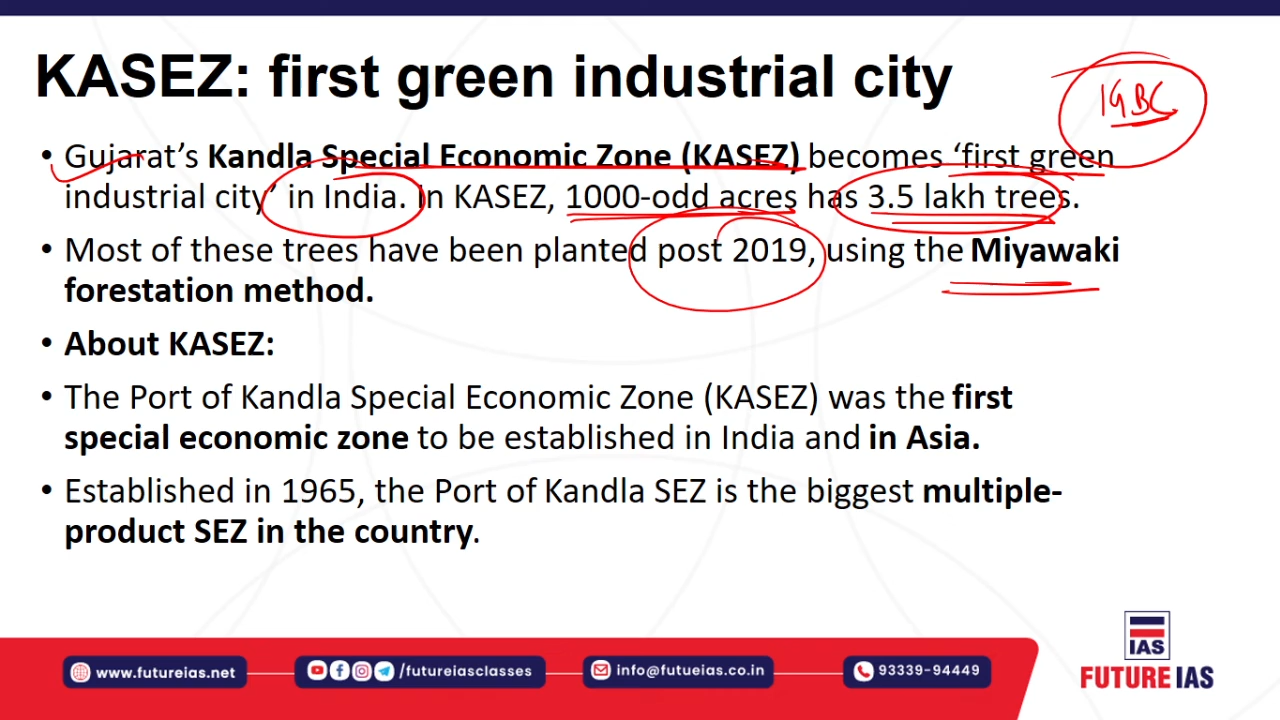 KASEZ: first green industrial city
IGBC
• Gujarat's Kandla Special Economic Zone (KASEZ) becomes 'first green
industrial city' in India. In KASEZ, 1000-odd acres has 3.5 lakh trees.
• Most of these trees have been planted post 2019, using the Miyawaki
forestation method.
• About KASEZ:
• The Port of Kandla Special Economic Zone (KASEZ) was the first
special economic zone to be established in India and in Asia.
• Established in 1965, the Port of Kandla SEZ is the biggest multiple-
product SEZ in the country.
www.futureias.net
/futureiasclasses
info@futueias.co.in
93339-94449
IAS
FUTURE IAS